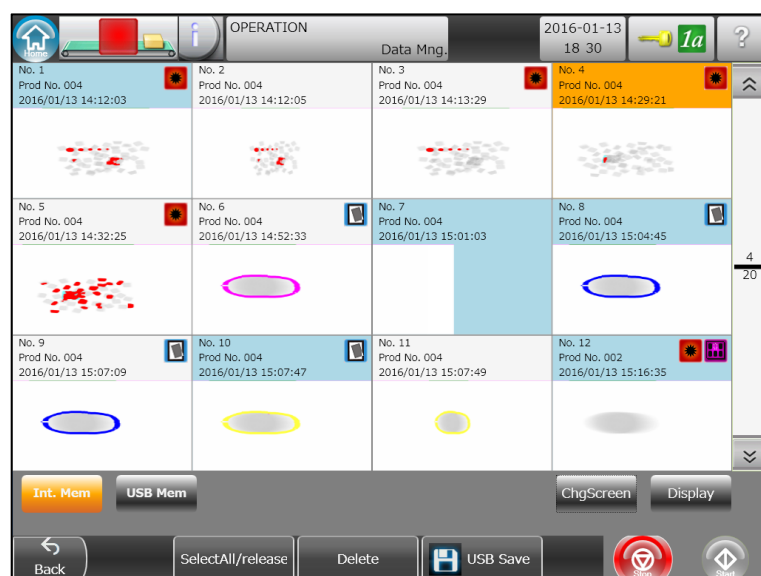 Home
i
OPERATION
Data Mng.
2016-01-13
18 30
1a
?
No. 1
Prod No. 004
2016/01/13 14:12:03
No. 2
Prod No. 004
2016/01/13 14:12:05
No. 3
Prod No. 004
2016/01/13 14:13:29
No. 4
Prod No. 004
2016/01/13 14:29:21
No. 5
Prod No. 004
2016/01/13 14:32:25
No. 6
Prod No. 004
2016/01/13 14:52:33
No. 7
Prod No. 004
2016/01/13 15:01:03
No. 8
Prod No. 004
2016/01/13 15:04:45
4
20
No. 9
Prod No. 004
2016/01/13 15:07:09
No. 10
Prod No. 004
2016/01/13 15:07:47
No. 11
Prod No. 004
2016/01/13 15:07:49
No. 12
Prod No. 002
2016/01/13 15:16:35
Int. Mem
USB Mem
ChgScreen
Display
Back
SelectAll/release
Delete
USB Save
Stop
Start